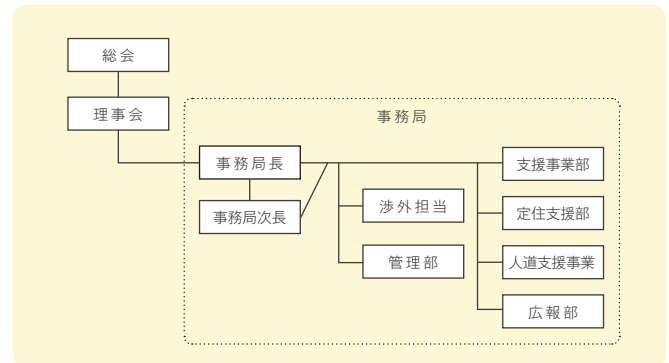 総会
理事会
事務局
事務局長
事務局次長
渉外担当
管理部
支援事業部
定住支援部
人道支援事業
広報部